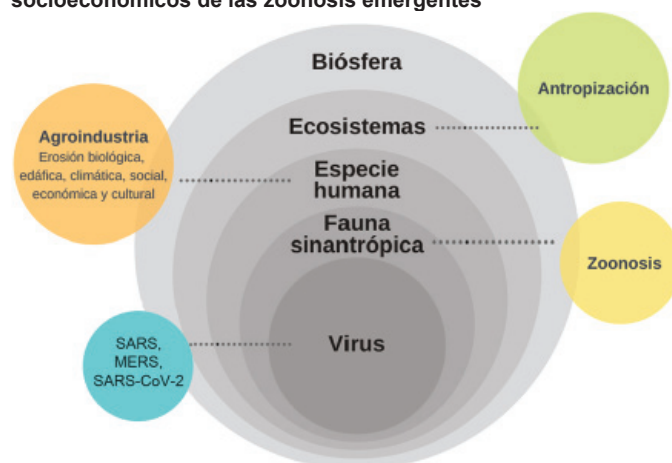 socioeconómicos de las zoonosis emergentes
Biósfera
Antropización
Ecosistemas
Agroindustria
Erosión biológica,
edáfica, climática, social,
económica y cultural
Especie
humana
Fauna
sinantrópica
Zoonosis
Virus
SARS,
MERS,
SARS-CoV-2